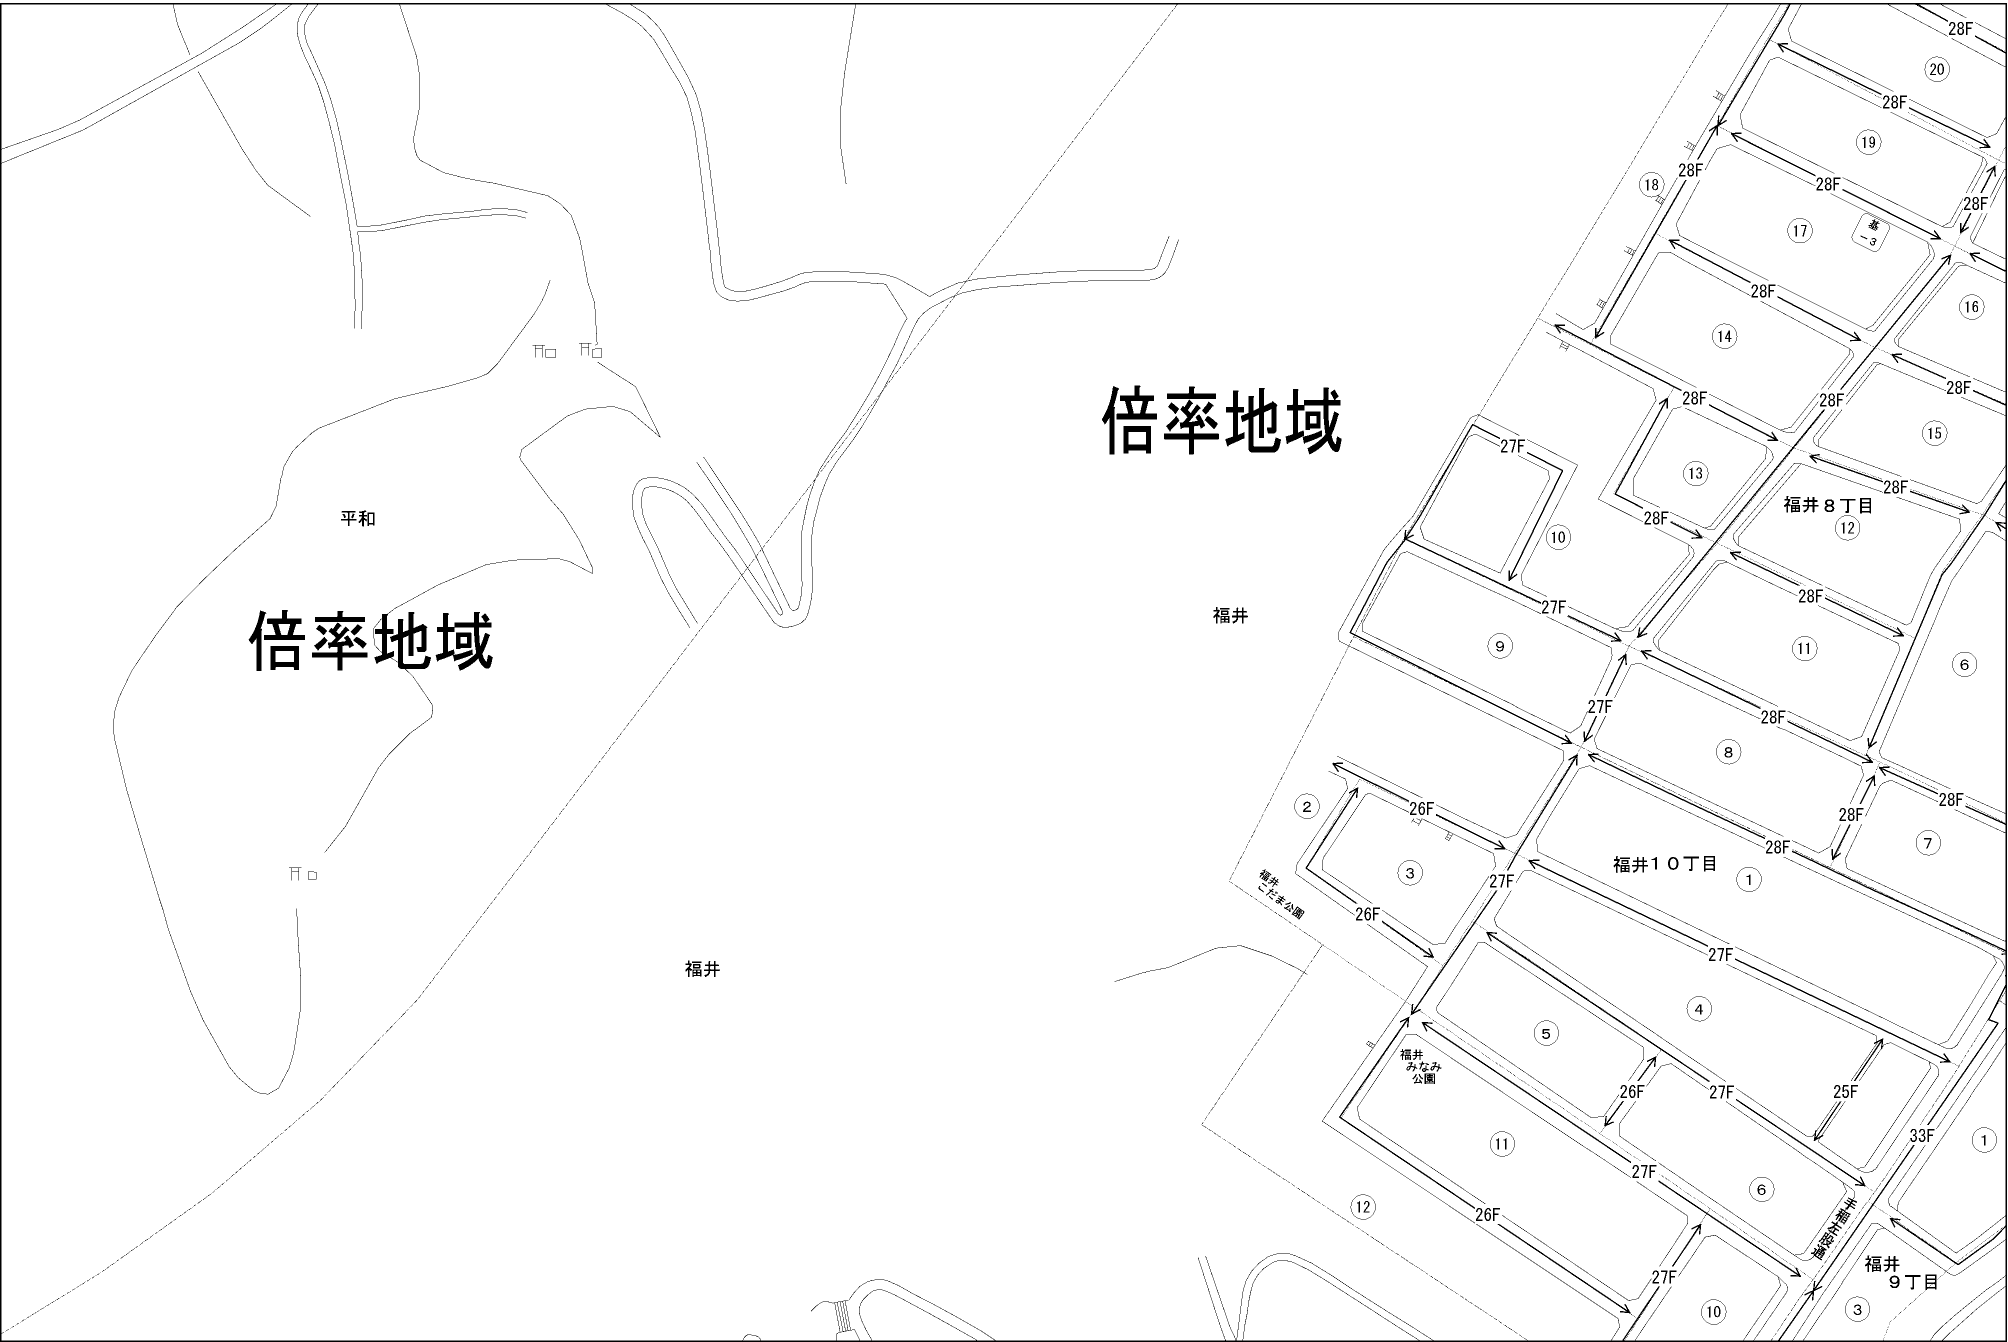 28F
⑳
28F
⑲
28F
⑱
28F
28F
⑰
基
-3
28F
⑯
⑭
28F
28F
28F
28F
⑮
27F
⑬
28F
福井8丁目
⑫
28F
⑩
倍率地域
平和
倍率地域
福井
27F
28F
⑨
⑪
⑥
27F
28F
⑧
28F
②
26F
28F
28F
⑦
福井10丁目
①
③
27F
福井
こだま公園
26F
27F
福井
④
⑤
福井
みなみ
公園
26F
27F
25F
33F
①
⑪
27F
⑥
⑫
26F
手稲左股通
27F
福井
9丁目
⑩
③